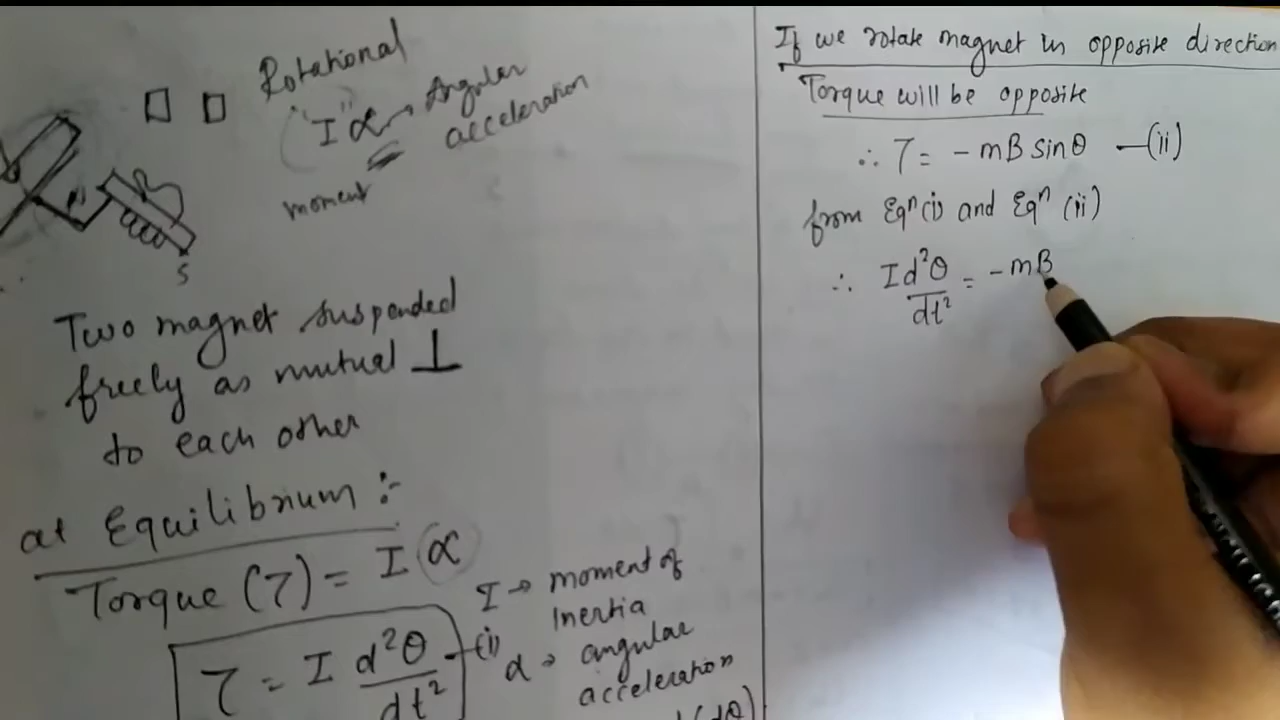 Rotational
"I" α → Angular
acceleration
moment
S
Two magnet suspended
freely as mutual ⊥
to each other
at Equilibrium :-
Torque (τ) = I α
τ = I d²θ/dt² —(i)
I → moment of
Inertia
α → angular
acceleration
If we rotate magnet in opposite direction
Torque will be opposite
∴ τ = - mB sinθ —(ii)
from Eqⁿ(i) and Eqⁿ (ii)
∴ I d²θ/dt² = - mB